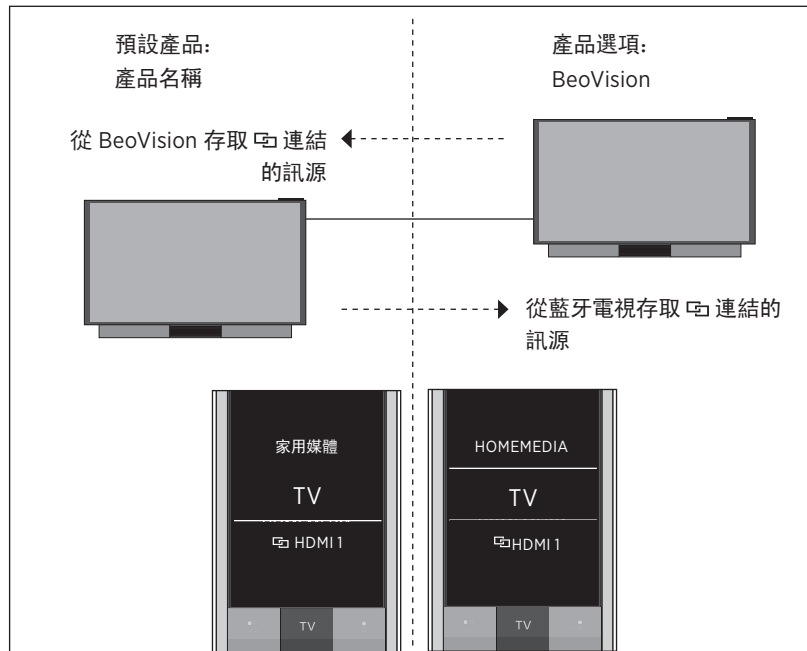 預設產品:
產品名稱
產品選項:
BeoVision
從 BeoVision 存取 連結
的訊源
從藍牙電視存取 連結的
訊源
家用媒體
TV
HDMI 1
TV
HOMEMEDIA
TV
HDMI 1
TV